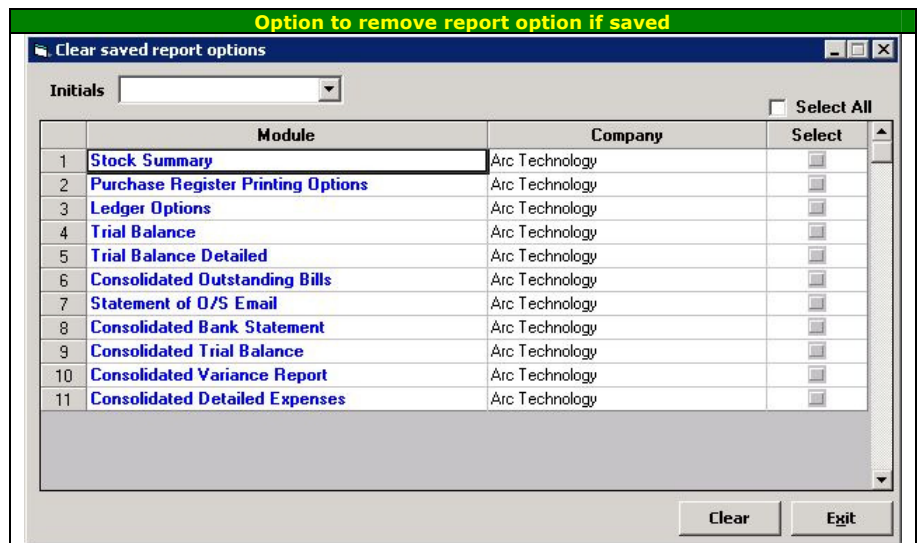 Option to remove report option if saved
Clear saved report options
Initials
Select All
Module Company Select
1 Stock Summary Arc Technology
2 Purchase Register Printing Options Arc Technology
3 Ledger Options Arc Technology
4 Trial Balance Arc Technology
5 Trial Balance Detailed Arc Technology
6 Consolidated Outstanding Bills Arc Technology
7 Statement of O/S Email Arc Technology
8 Consolidated Bank Statement Arc Technology
9 Consolidated Trial Balance Arc Technology
10 Consolidated Variance Report Arc Technology
11 Consolidated Detailed Expenses Arc Technology
Clear Exit